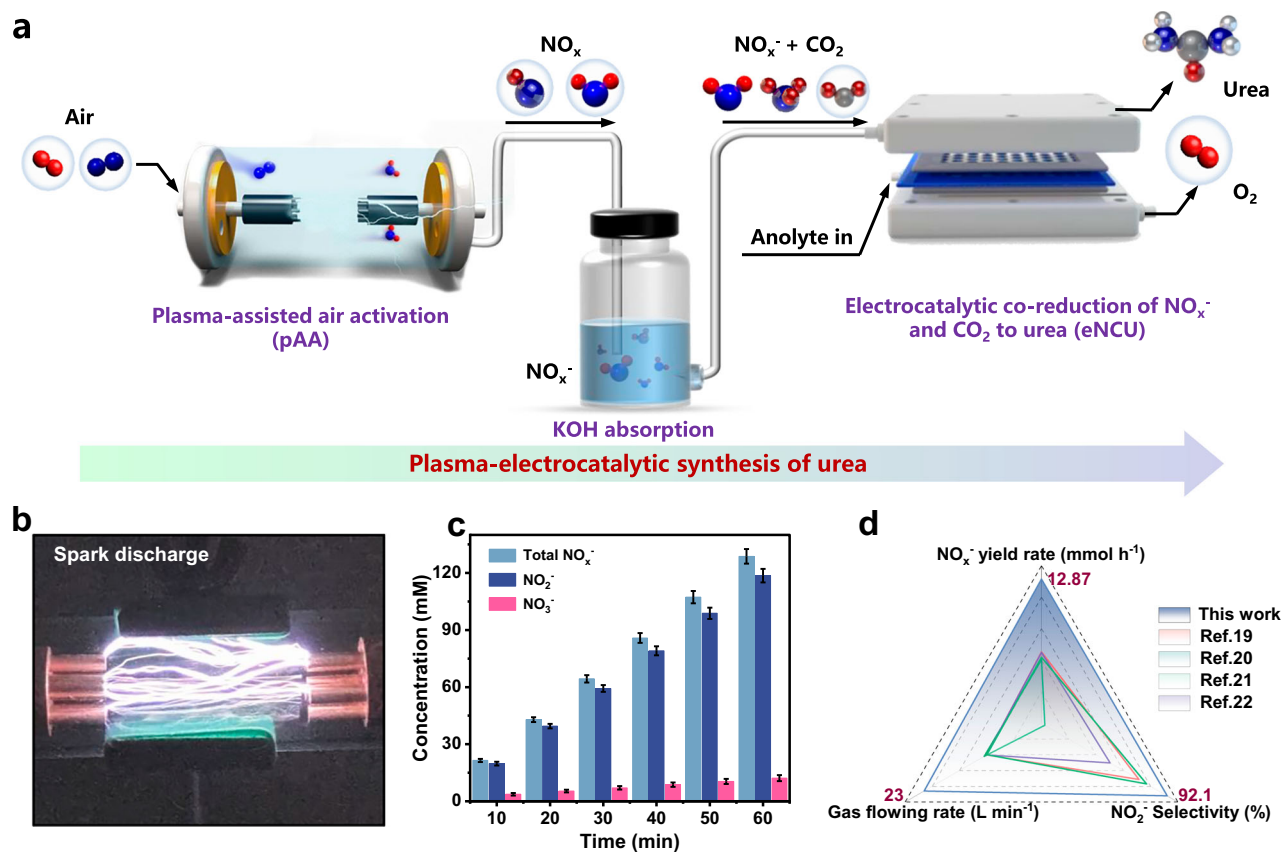 a
Air
NOx
NOx- + CO2
Urea
O2
Anolyte in
Plasma-assisted air activation
(pAA)
NOx-
Electrocatalytic co-reduction of NOx-
and CO2 to urea (eNCU)
KOH absorption
Plasma-electrocatalytic synthesis of urea
b
Spark discharge
c
Total NOx-
NO2-
NO3-
Concentration (mM)
120
90
60
30
0
10 20 30 40 50 60
Time (min)
d
NOx- yield rate (mmol h-1)
12.87
This work
Ref.19
Ref.20
Ref.21
Ref.22
23
92.1
Gas flowing rate (L min-1)
NO2- Selectivity (%)